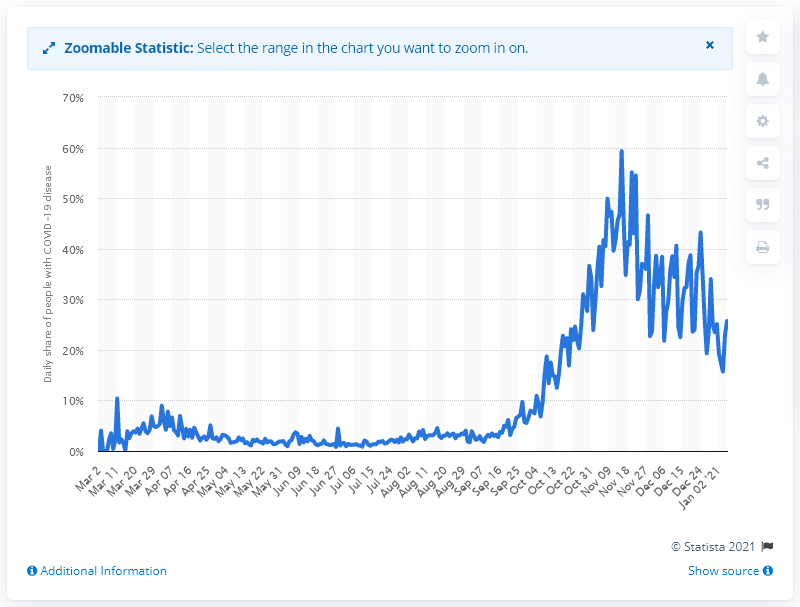 Zoomable Statistic: Select the range in the chart you want to zoom in on.
Daily share of people with COVID-19 disease
70%
60%
50%
40%
30%
20%
10%
0%
Mar 2
Mar 11
Mar 20
Mar 29
Apr 07
Apr 16
Apr 25
May 04
May 13
May 22
May 31
Jun 09
Jun 18
Jun 27
Jul 06
Jul 15
Jul 24
Aug 02
Aug 11
Aug 20
Aug 29
Sep 07
Sep 16
Sep 25
Oct 04
Oct 13
Oct 22
Oct 31
Nov 09
Nov 18
Nov 27
Dec 06
Dec 15
Dec 24
Jan 02 '21
© Statista 2021
Additional Information
Show source